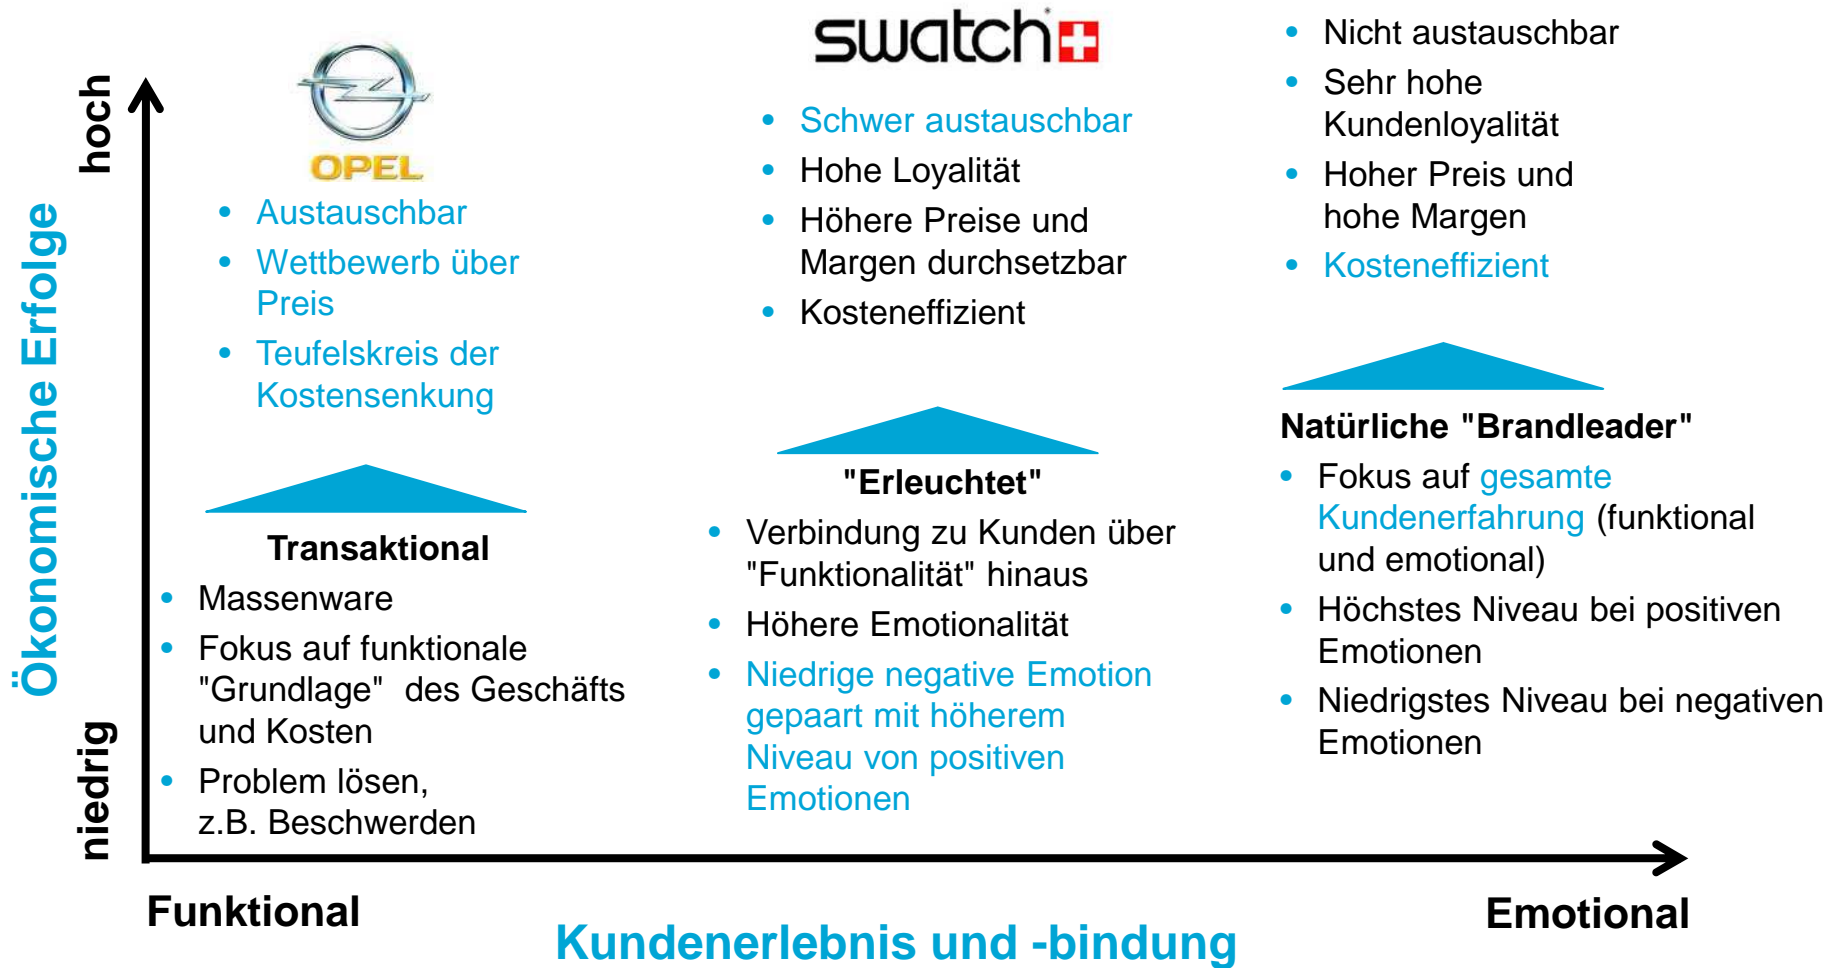 Ökonomische Erfolge
hoch
niedrig
OPEL
• Austauschbar
• Wettbewerb über
Preis
• Teufelskreis der
Kostensenkung
Transaktional
• Massenware
• Fokus auf funktionale
"Grundlage" des Geschäfts
und Kosten
• Problem lösen,
z.B. Beschwerden
swatch
• Schwer austauschbar
• Hohe Loyalität
• Höhere Preise und
Margen durchsetzbar
• Kosteneffizient
"Erleuchtet"
• Verbindung zu Kunden über
"Funktionalität" hinaus
• Höhere Emotionalität
• Niedrige negative Emotion
gepaart mit höherem
Niveau von positiven
Emotionen
• Nicht austauschbar
• Sehr hohe
Kundenloyalität
• Hoher Preis und
hohe Margen
• Kosteneffizient
Natürliche "Brandleader"
• Fokus auf gesamte
Kundenerfahrung (funktional
und emotional)
• Höchstes Niveau bei positiven
Emotionen
• Niedrigstes Niveau bei negativen
Emotionen
Funktional
Kundenerlebnis und -bindung
Emotional